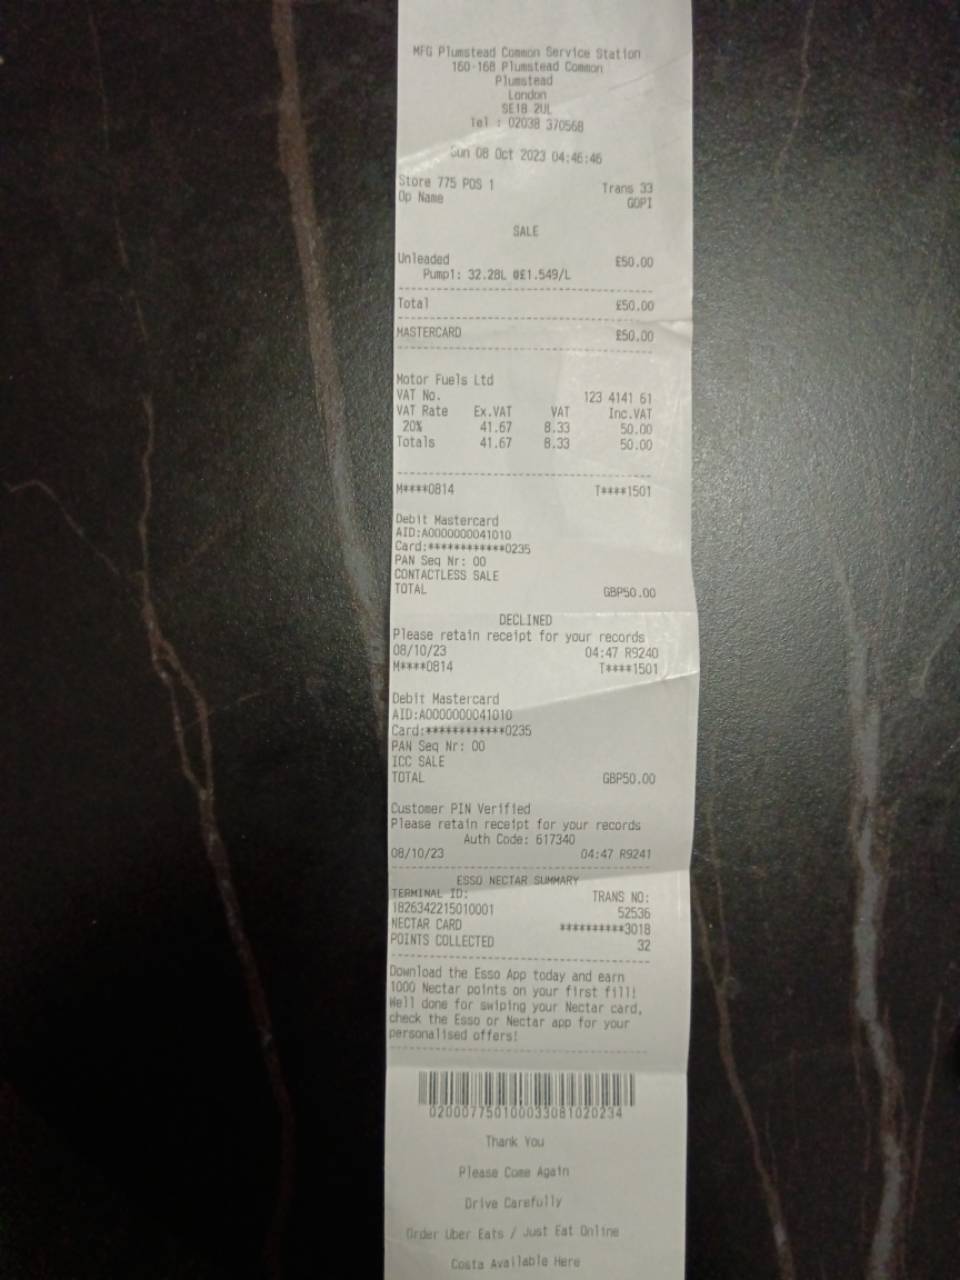 MFG Plumstead Common Service Station
160-168 Plumstead Common
Plumstead
London
SE18 2UL
Tel : 02038 370568
Sun 08 Oct 2023 04:46:46
Store 775 POS 1 Trans 33
Op Name GOPI
SALE
Unleaded £50.00
Pump1: 32.28L @£1.549/L
Total £50.00
MASTERCARD £50.00
Motor Fuels Ltd
VAT No. 123 4141 61
VAT Rate Ex.VAT VAT Inc.VAT
20% 41.67 8.33 50.00
Totals 41.67 8.33 50.00
M****0814 T****1501
Debit Mastercard
AID:A0000000041010
Card:************0235
PAN Seq Nr: 00
CONTACTLESS SALE
TOTAL GBP50.00
DECLINED
Please retain receipt for your records
08/10/23 04:47 R9240
M****0814 T****1501
Debit Mastercard
AID:A0000000041010
Card:************0235
PAN Seq Nr: 00
ICC SALE
TOTAL GBP50.00
Customer PIN Verified
Please retain receipt for your records
Auth Code: 617340
08/10/23 04:47 R9241
ESSO NECTAR SUMMARY
TERMINAL ID: TRANS NO:
1826342215010001 52536
NECTAR CARD **********3018
POINTS COLLECTED 32
Download the Esso App today and earn
1000 Nectar points on your first fill!
Well done for swiping your Nectar card,
check the Esso or Nectar app for your
personalised offers!
020007750100033081020234
Thank You
Please Come Again
Drive Carefully
Order Uber Eats / Just Eat Online
Costa Available Here